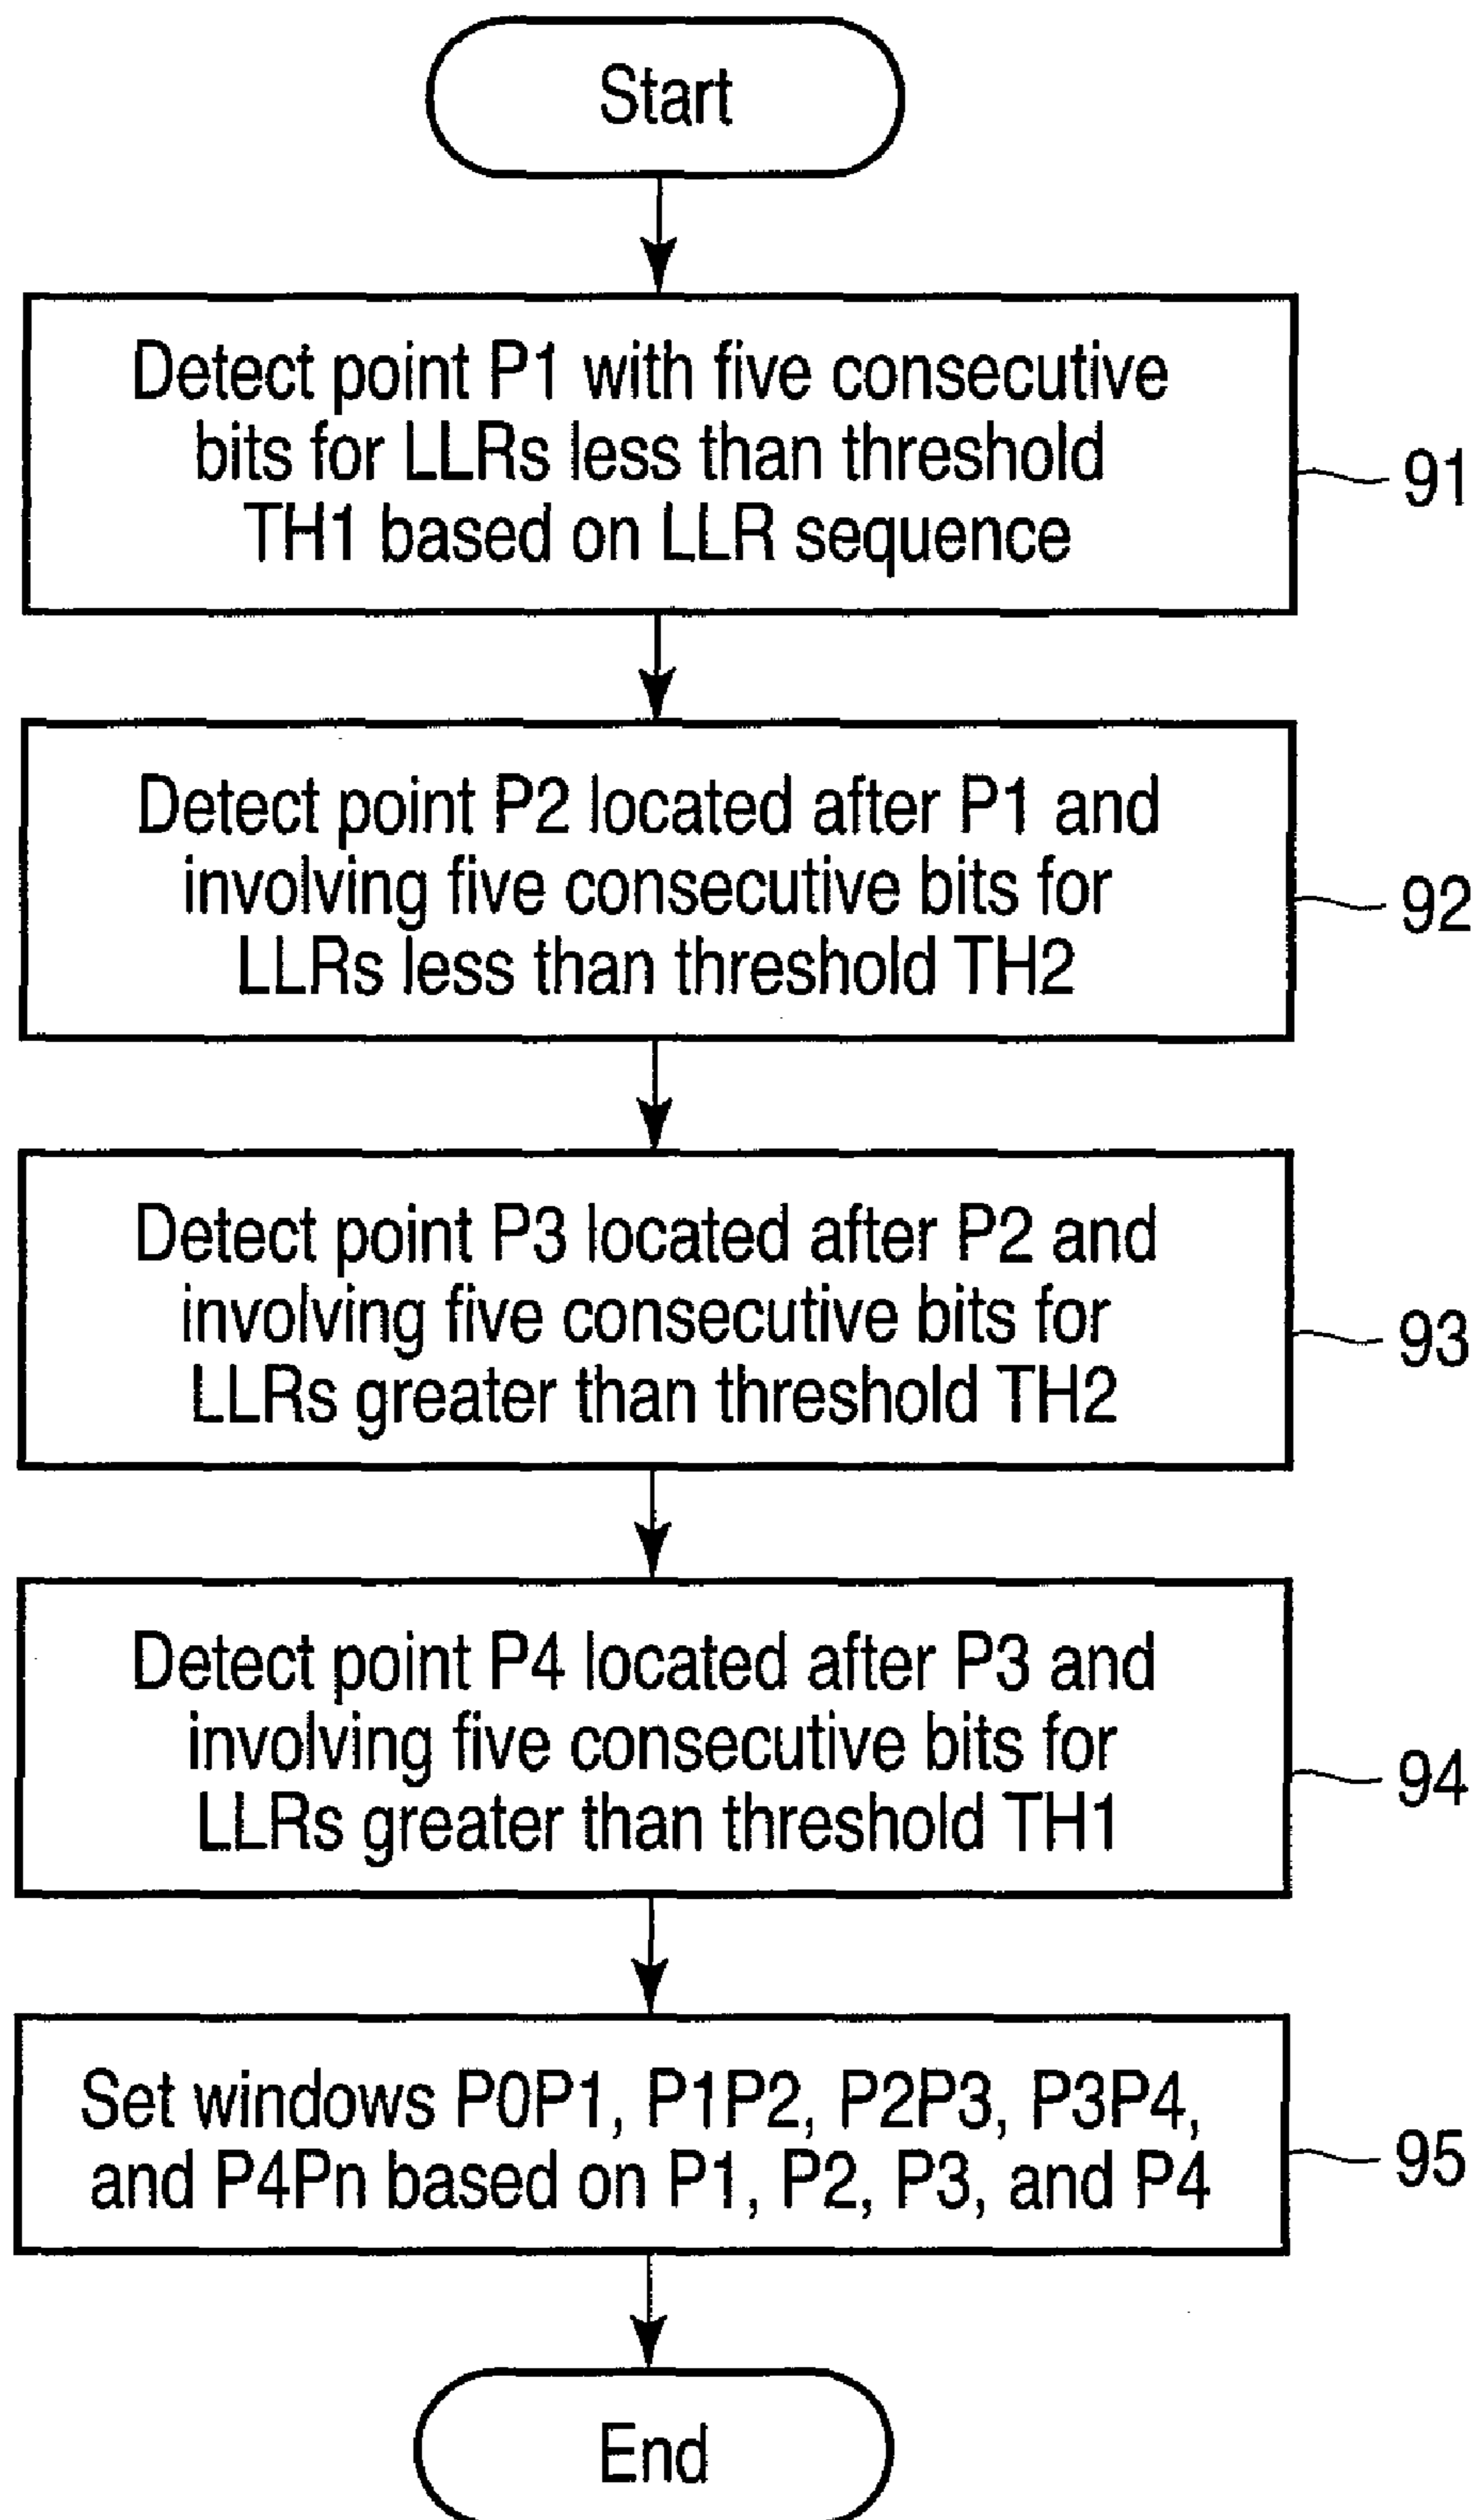 Start
Detect point P1 with five consecutive
bits for LLRs less than threshold
TH1 based on LLR sequence
91
Detect point P2 located after P1 and
involving five consecutive bits for
LLRs less than threshold TH2
92
Detect point P3 located after P2 and
involving five consecutive bits for
LLRs greater than threshold TH2
93
Detect point P4 located after P3 and
involving five consecutive bits for
LLRs greater than threshold TH1
94
Set windows P0P1, P1P2, P2P3, P3P4,
and P4Pn based on P1, P2, P3, and P4
95
End